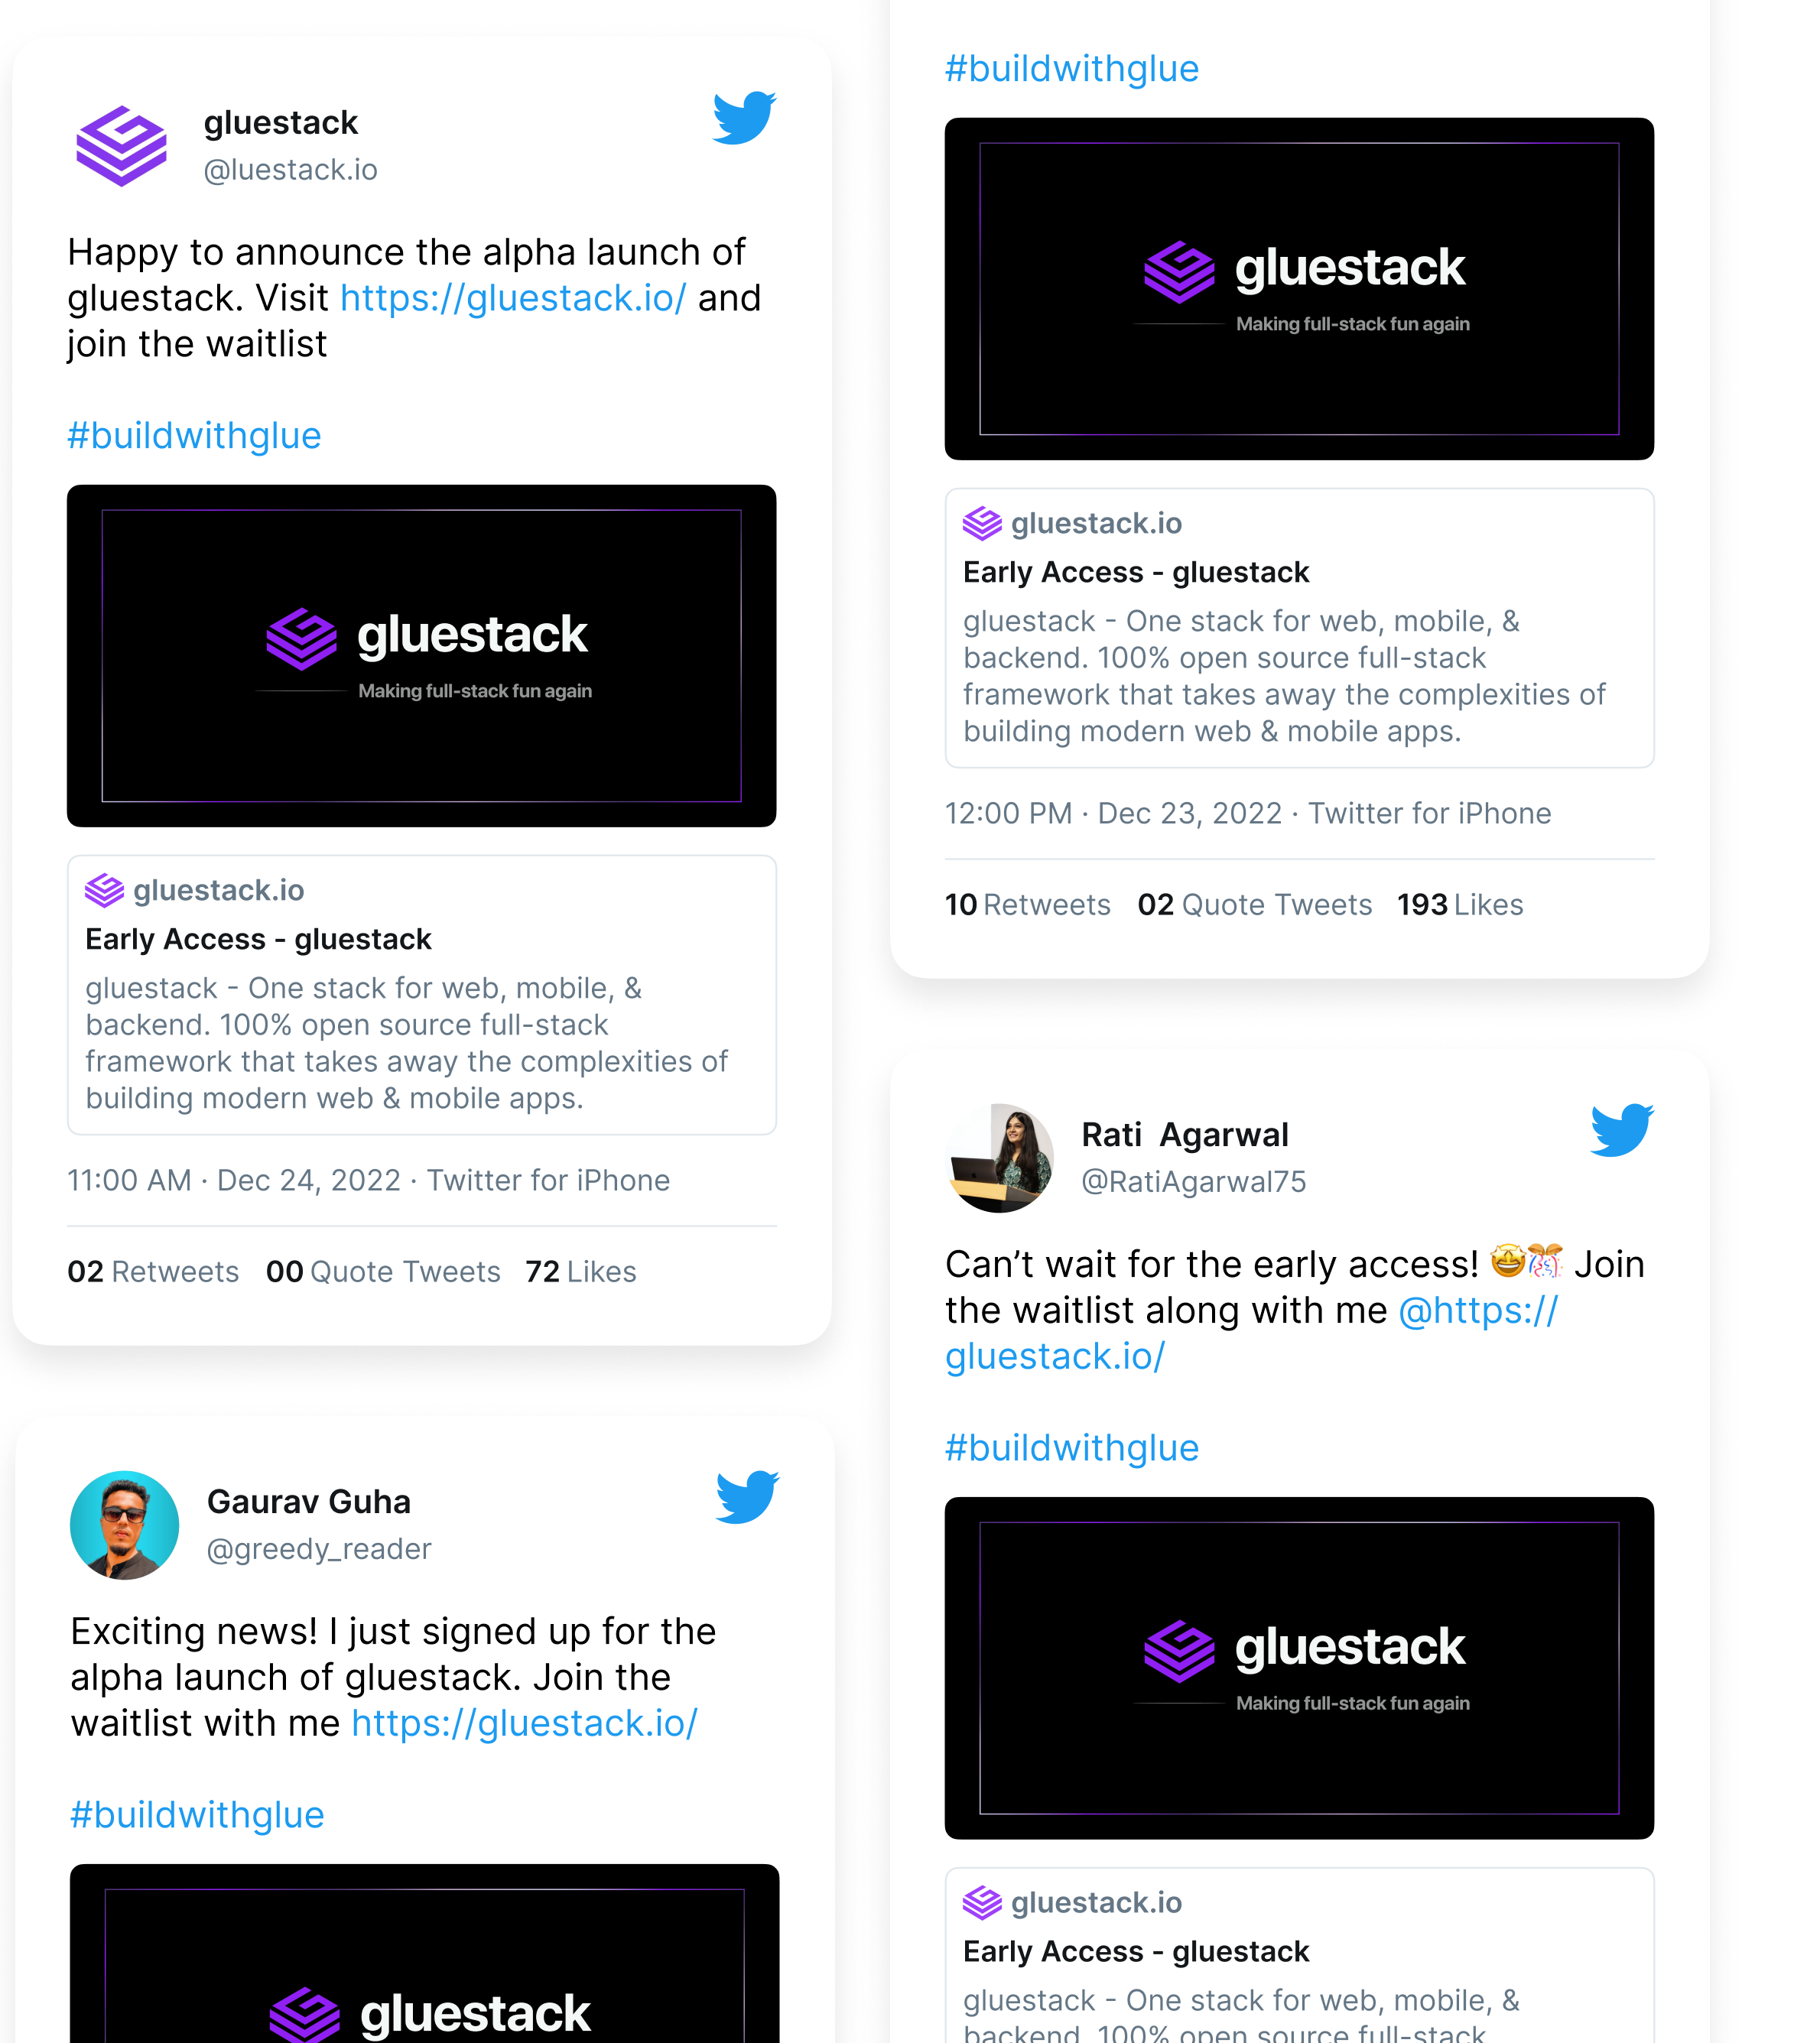 gluestack
@luestack.io
Happy to announce the alpha launch of
gluestack. Visit https://gluestack.io/ and
join the waitlist
#buildwithglue
gluestack
Making full-stack fun again
gluestack.io
Early Access - gluestack
gluestack - One stack for web, mobile, &
backend. 100% open source full-stack
framework that takes away the complexities of
building modern web & mobile apps.
11:00 AM · Dec 24, 2022 · Twitter for iPhone
02 Retweets 00 Quote Tweets 72 Likes
Gaurav Guha
@greedy_reader
Exciting news! I just signed up for the
alpha launch of gluestack. Join the
waitlist with me https://gluestack.io/
#buildwithglue
gluestack
#buildwithglue
gluestack
Making full-stack fun again
gluestack.io
Early Access - gluestack
gluestack - One stack for web, mobile, &
backend. 100% open source full-stack
framework that takes away the complexities of
building modern web & mobile apps.
12:00 PM · Dec 23, 2022 · Twitter for iPhone
10 Retweets 02 Quote Tweets 193 Likes
Rati Agarwal
@RatiAgarwal75
Can’t wait for the early access! 🤩🎊 Join
the waitlist along with me @https://
gluestack.io/
#buildwithglue
gluestack
Making full-stack fun again
gluestack.io
Early Access - gluestack
gluestack - One stack for web, mobile, &
backend. 100% open source full-stack